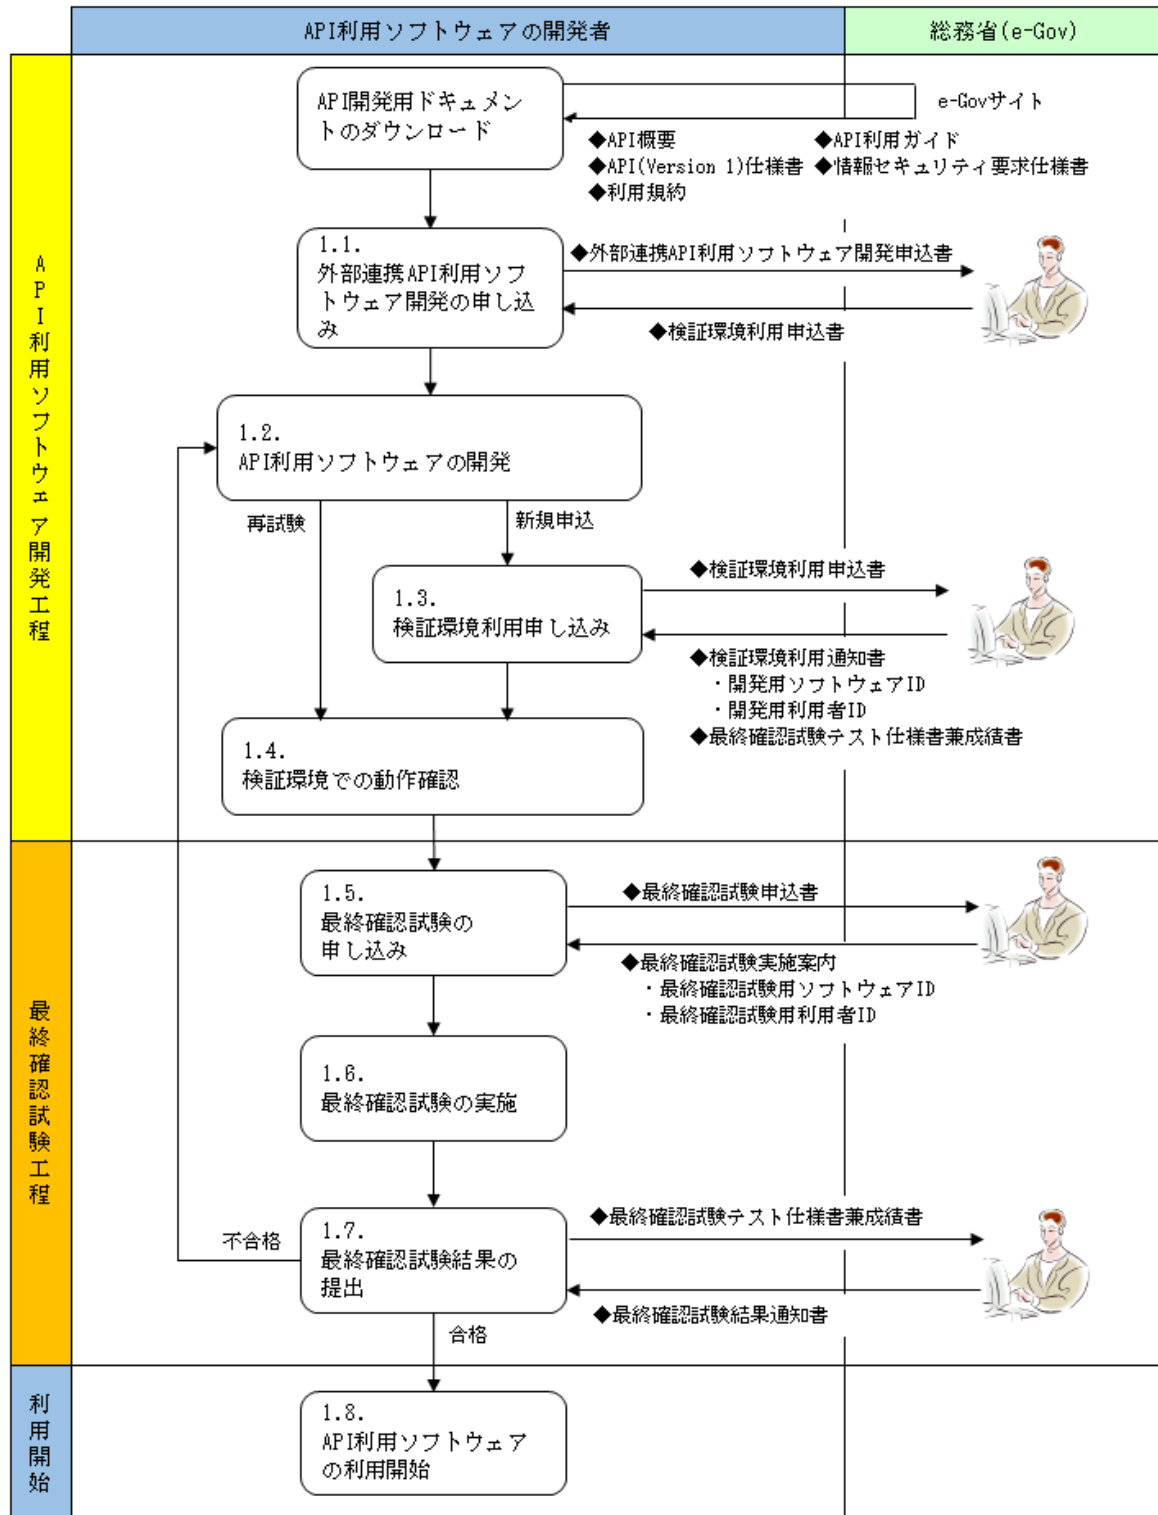 API利用ソフトウェアの開発者
総務省(e-Gov)
API利用ソフトウェア開発工程
API開発用ドキュメン
トのダウンロード
e-Govサイト
◆API概要
◆API(Version 1)仕様書
◆利用規約
◆API利用ガイド
◆情報セキュリティ要求仕様書
1.1.
外部連携API利用ソフ
トウェア開発の申し込
み
◆外部連携API利用ソフトウェア開発申込書
◆検証環境利用申込書
1.2.
API利用ソフトウェアの開発
再試験
新規申込
1.3.
検証環境利用申し込み
◆検証環境利用申込書
◆検証環境利用通知書
・開発用ソフトウェアID
・開発用利用者ID
◆最終確認試験テスト仕様書兼成績書
1.4.
検証環境での動作確認
最終確認試験工程
1.5.
最終確認試験の
申し込み
◆最終確認試験申込書
◆最終確認試験実施案内
・最終確認試験用ソフトウェアID
・最終確認試験用利用者ID
1.6.
最終確認試験の実施
1.7.
最終確認試験結果の
提出
◆最終確認試験テスト仕様書兼成績書
◆最終確認試験結果通知書
不合格
合格
利用開始
1.8.
API利用ソフトウェア
の利用開始